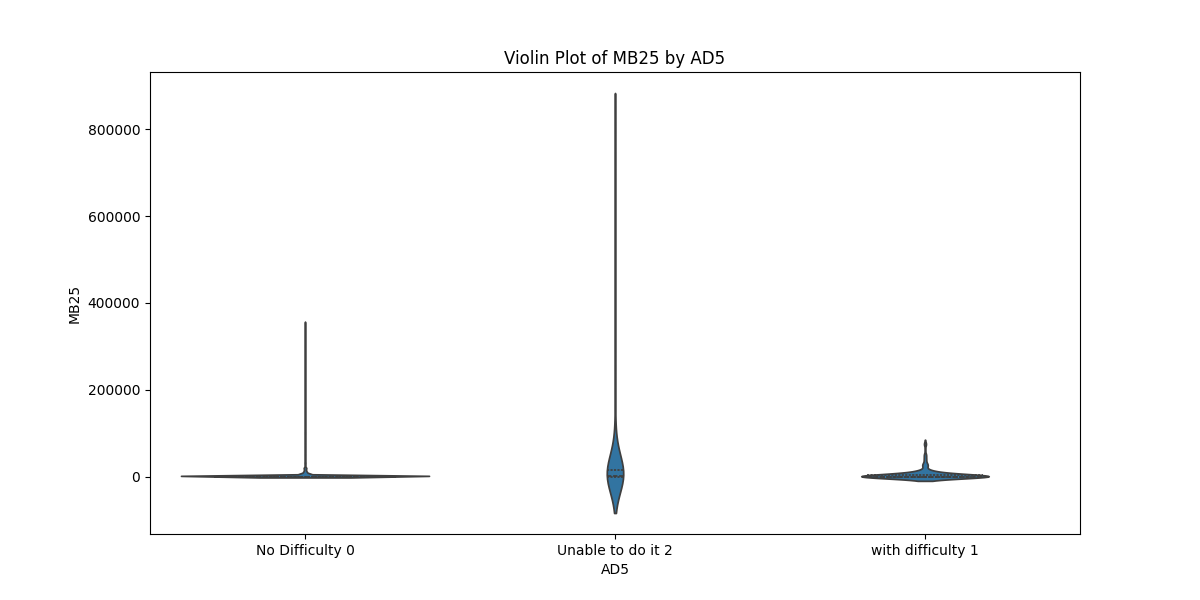 Violin Plot of MB25 by AD5
800000
600000
400000
200000
0
MB25
No Difficulty 0
Unable to do it 2
with difficulty 1
AD5